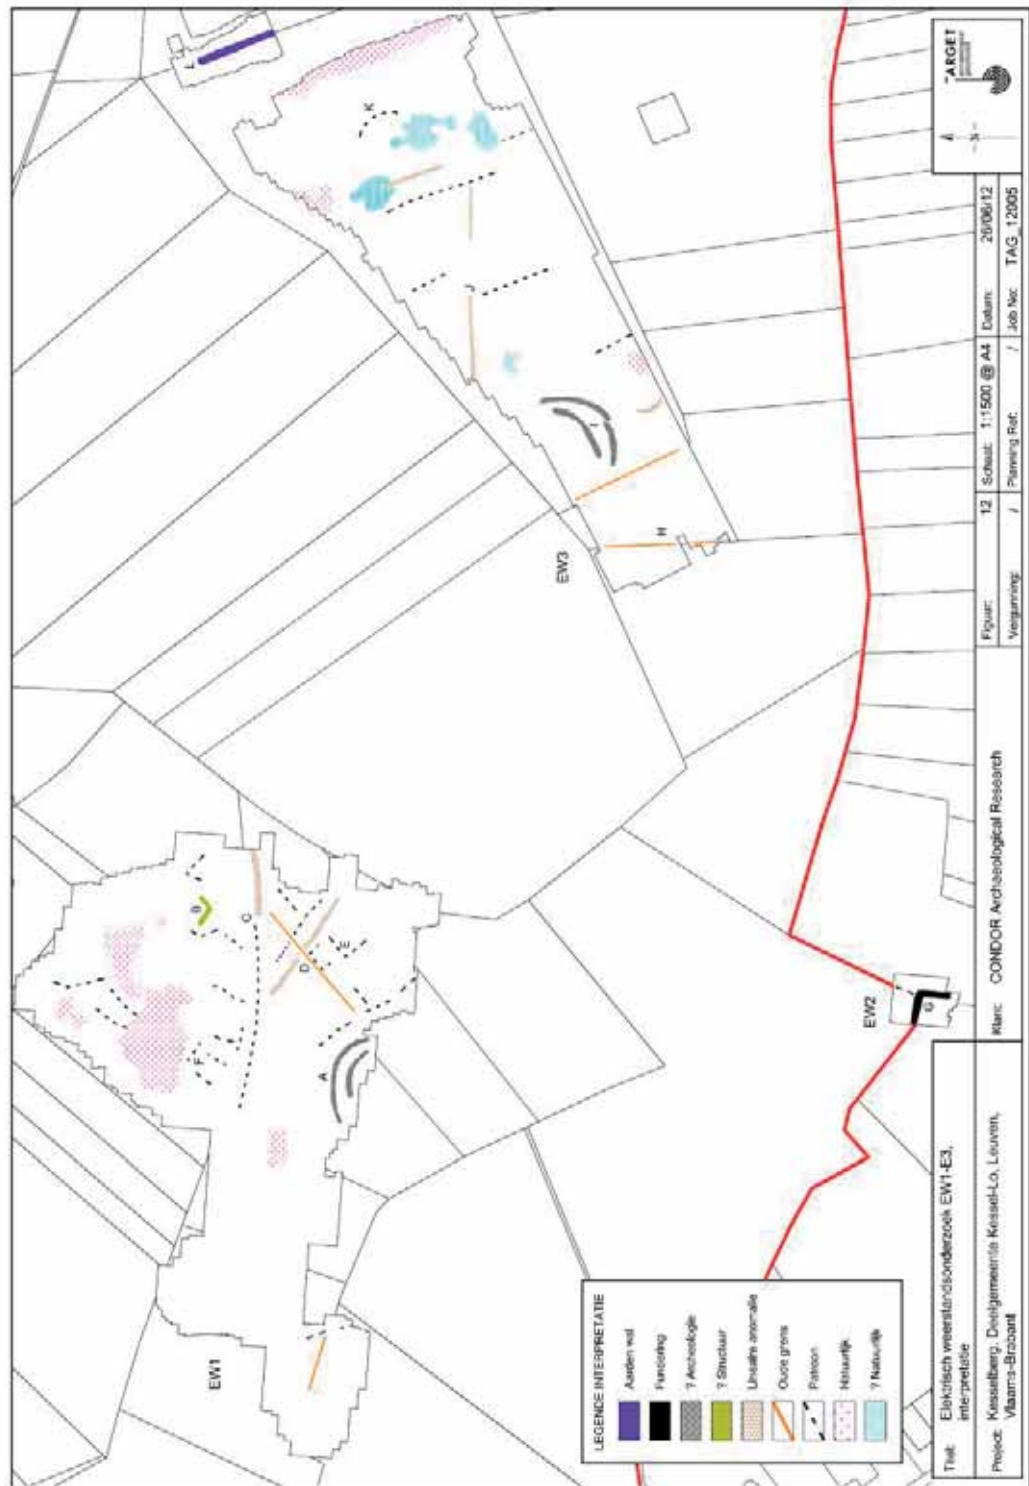 EW1
EW2
EW3
A
B
C
D
E
F
G
H
I
J
K
L
LEGENDE INTERPRETATIE
Aarden wal
Fundering
? Archeologie
? Structuur
Lineaire anomalie
Oude grens
Patroon
Natuurlijk
? Natuurlijk
Titel: Elektrisch weerstandsonderzoek EW1-E3,
interpretatie
Project: Kesselberg, Deelgemeente Kessel-Lo, Leuven,
Vlaams-Brabant
Klant: CONDOR Archaeological Research
Figuur: 12
Schaal: 1:1500 @ A4
Datum: 26/06/12
Vergunning: /
Planning Ref: /
Job No: TAG_12005
N
TARGET